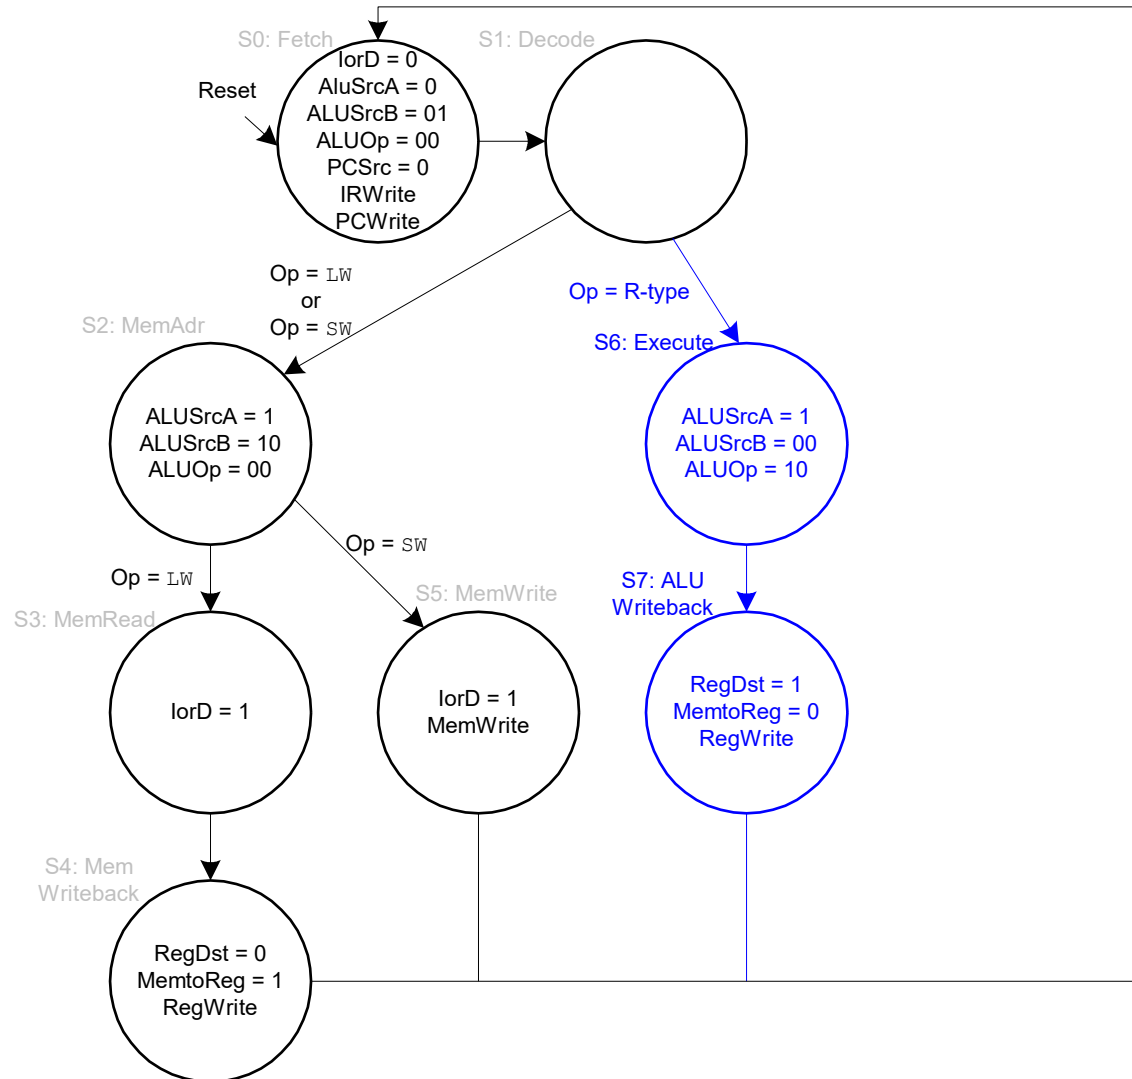 S0: Fetch
S1: Decode
Reset
IorD = 0
AluSrcA = 0
ALUSrcB = 01
ALUOp = 00
PCSrc = 0
IRWrite
PCWrite
Op = LW
or
Op = SW
Op = R-type
S2: MemAdr
S6: Execute
ALUSrcA = 1
ALUSrcB = 10
ALUOp = 00
ALUSrcA = 1
ALUSrcB = 00
ALUOp = 10
Op = LW
Op = SW
S3: MemRead
S5: MemWrite
S7: ALU
Writeback
IorD = 1
IorD = 1
MemWrite
RegDst = 1
MemtoReg = 0
RegWrite
S4: Mem
Writeback
RegDst = 0
MemtoReg = 1
RegWrite